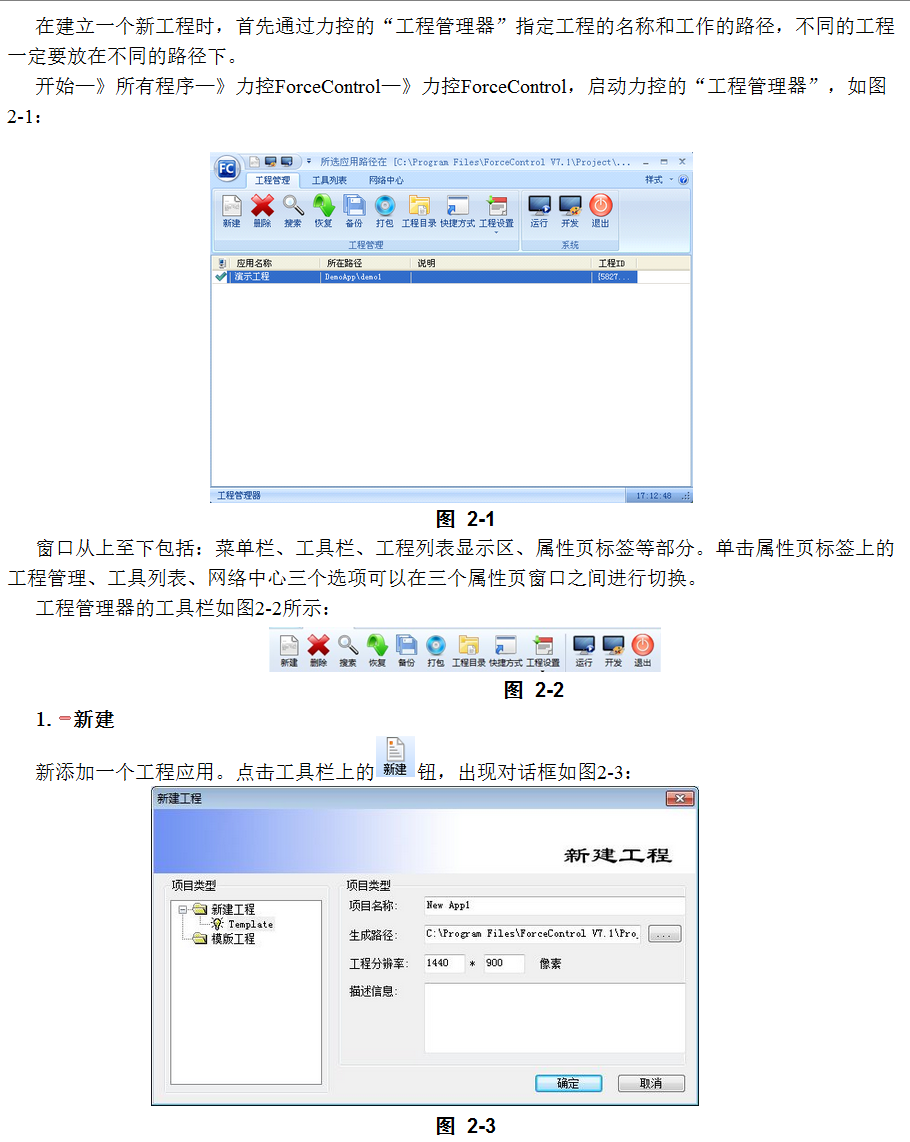 在建立一个新工程时，首先通过力控的“工程管理器”指定工程的名称和工作的路径，不同的工程
一定要放在不同的路径下。
开始—》所有程序—》力控ForceControl—》力控ForceControl，启动力控的“工程管理器”，如图
2-1：
所选应用路径在 [C:\Program Files\ForceControl V7.1\Project\...
FC
工程管理 工具列表 网络中心 样式
新建 删除 搜索 恢复 备份 打包 工程目录 快捷方式 工程设置 运行 开发 退出
工程管理 系统
应用名称 所在路径 说明 工程ID
演示工程 DemoApp\demo1 {5827...
工程管理器 17:12:48
图 2-1
窗口从上至下包括：菜单栏、工具栏、工程列表显示区、属性页标签等部分。单击属性页标签上的
工程管理、工具列表、网络中心三个选项可以在三个属性页窗口之间进行切换。
工程管理器的工具栏如图2-2所示：
新建 删除 搜索 恢复 备份 打包 工程目录 快捷方式 工程设置 运行 开发 退出
图 2-2
1. 新建
新添加一个工程应用。点击工具栏上的 新建 钮，出现对话框如图2-3：
新建工程
新建工程
项目类型 项目类型
新建工程 项目名称: New App1
Template
生成路径: C:\Program Files\ForceControl V7.1\Pro. ...
模版工程
工程分辨率: 1440 * 900 像素
描述信息:
确定 取消
图 2-3